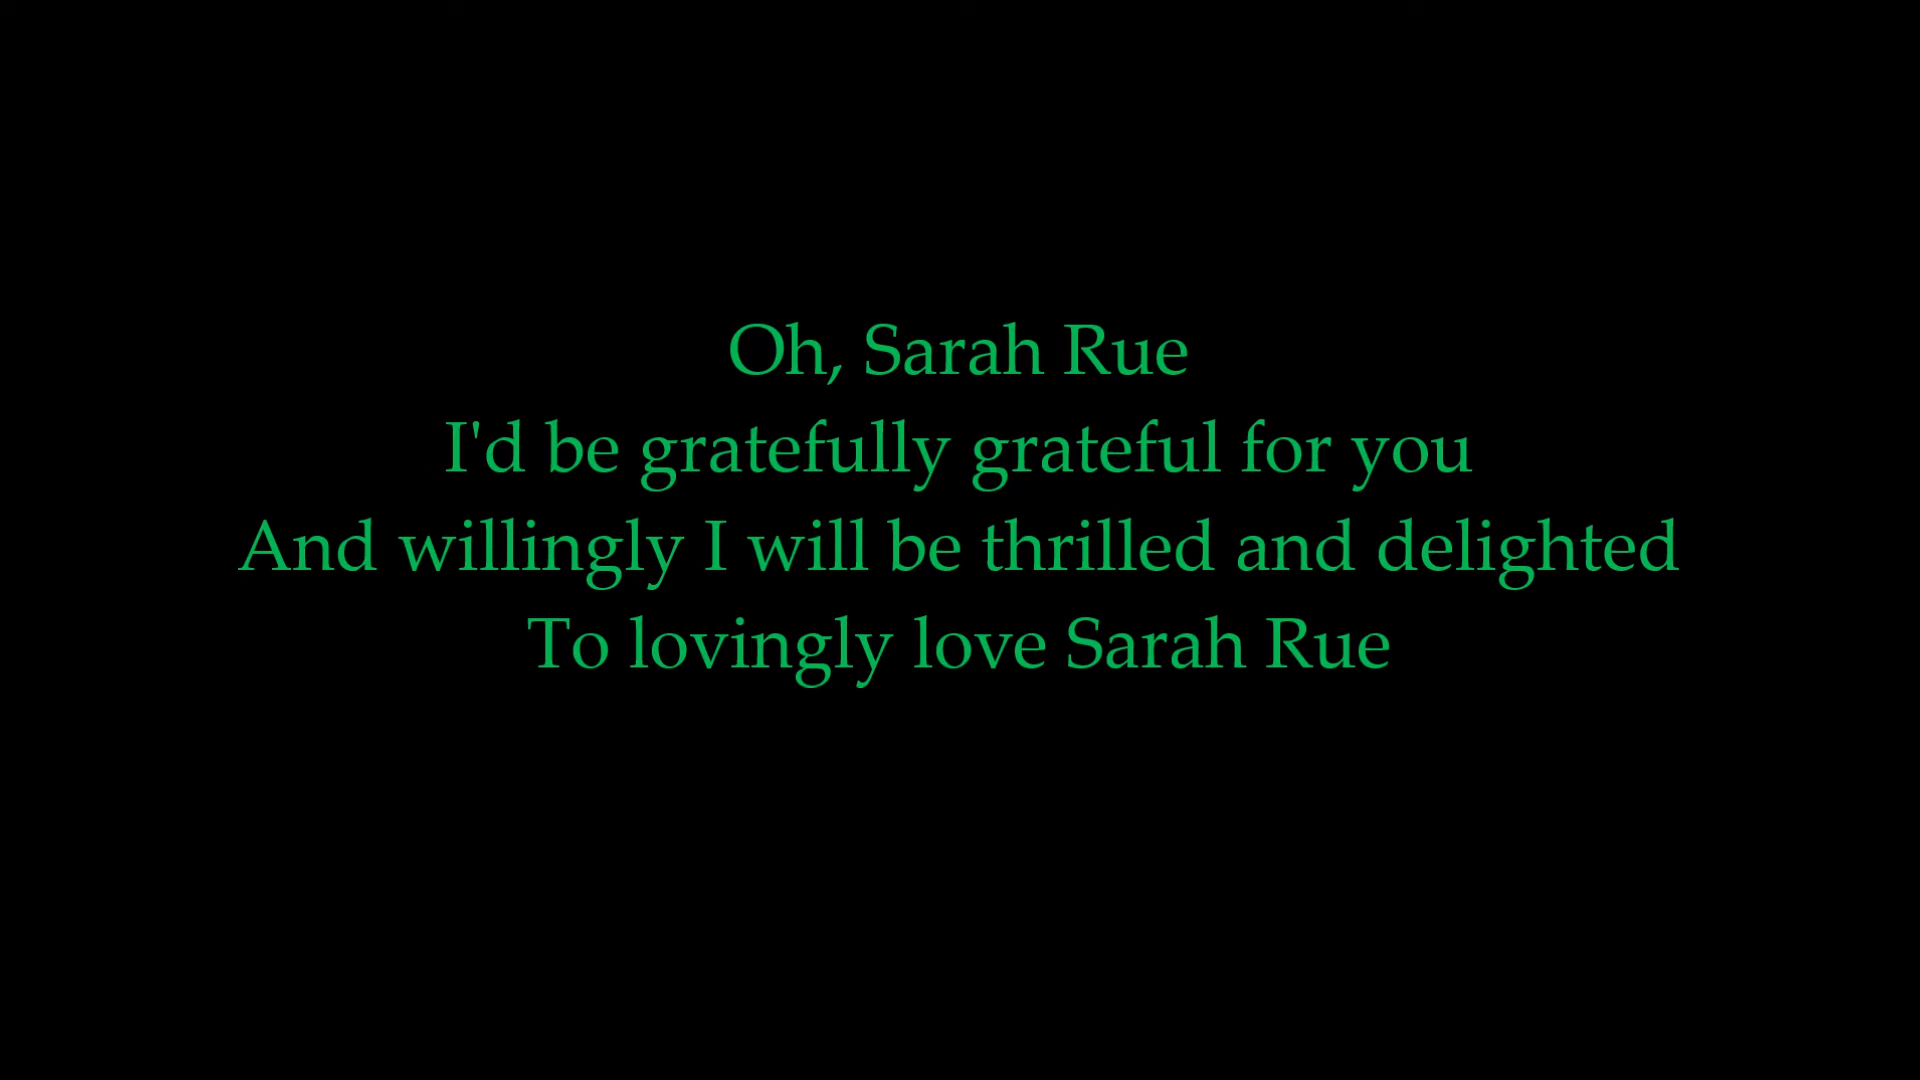 Oh, Sarah Rue
I'd be gratefully grateful for you
And willingly I will be thrilled and delighted
To lovingly love Sarah Rue